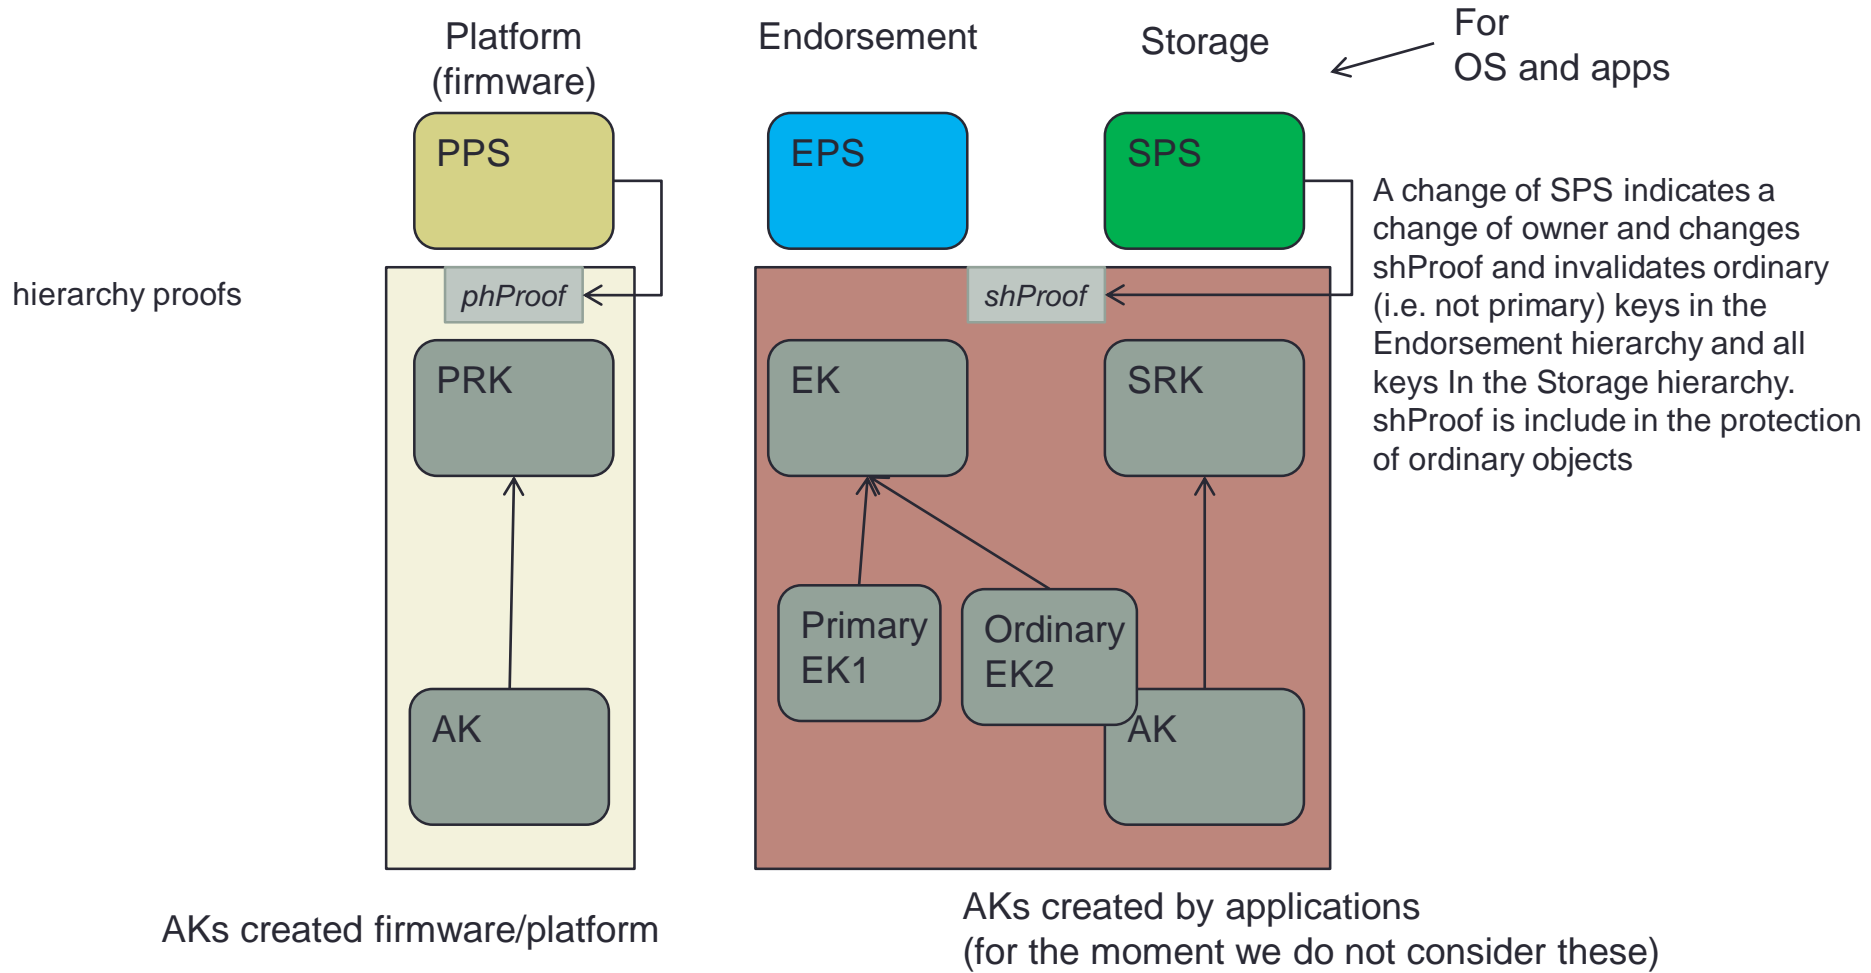 Platform
(firmware)
Endorsement
Storage
For
OS and apps
PPS
EPS
SPS
A change of SPS indicates a
change of owner and changes
shProof and invalidates ordinary
(i.e. not primary) keys in the
Endorsement hierarchy and all
keys In the Storage hierarchy.
shProof is include in the protection
of ordinary objects
hierarchy proofs
phProof
shProof
PRK
EK
SRK
Primary
EK1
Ordinary
EK2
AK
AK
AKs created firmware/platform
AKs created by applications
(for the moment we do not consider these)